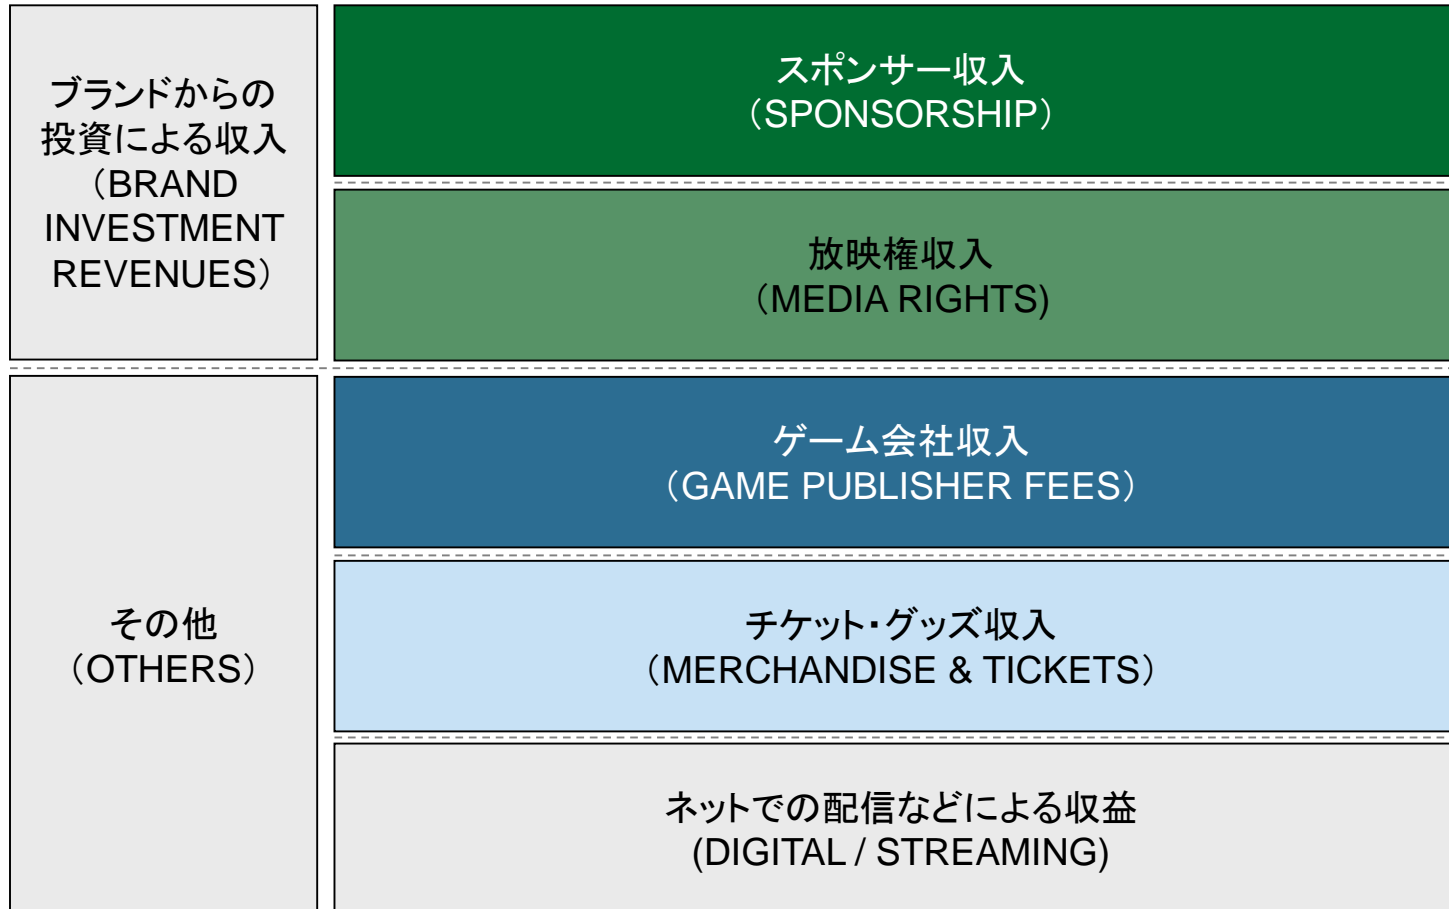 ブランドからの
投資による収入
（BRAND
INVESTMENT
REVENUES）
スポンサー収入
（SPONSORSHIP）
放映権収入
（MEDIA RIGHTS)
その他
（OTHERS）
ゲーム会社収入
（GAME PUBLISHER FEES）
チケット・グッズ収入
（MERCHANDISE & TICKETS）
ネットでの配信などによる収益
(DIGITAL / STREAMING)